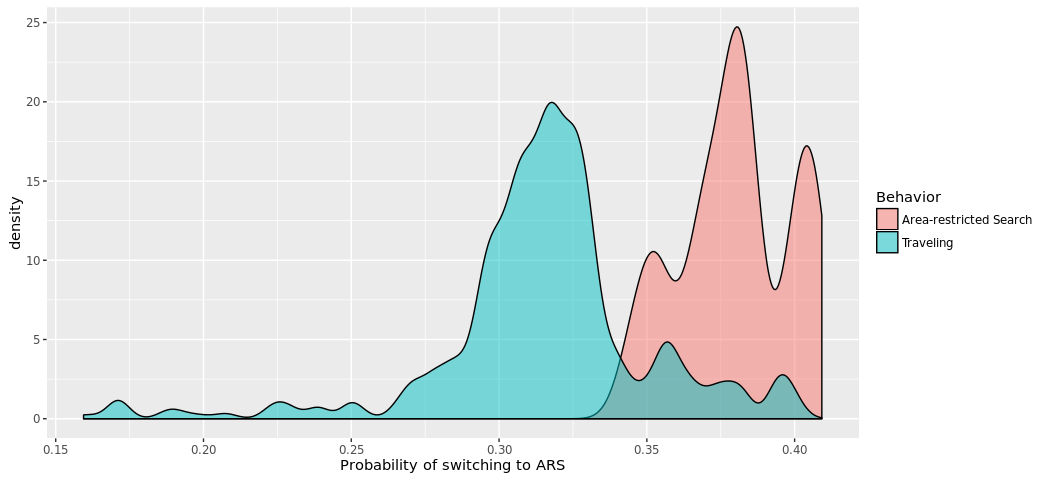 25
20
15
10
5
0
density
0.15 0.20 0.25 0.30 0.35 0.40
Probability of switching to ARS
Behavior
Area-restricted Search
Traveling